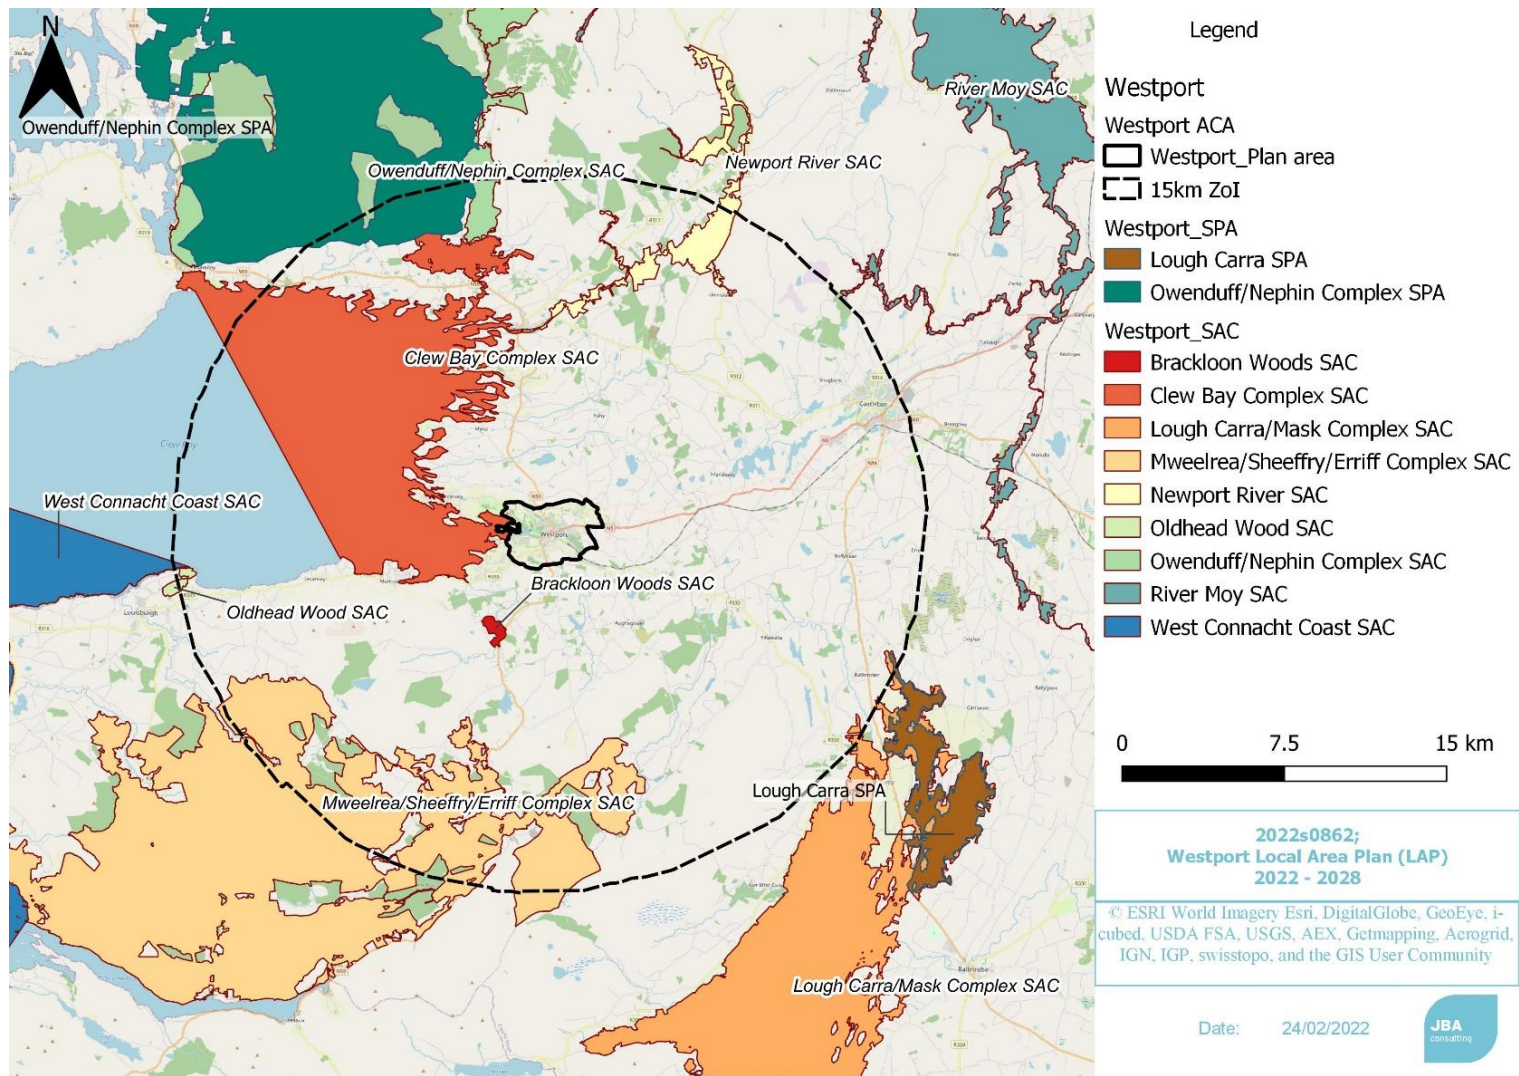 N
Owenduff/Nephin Complex SPA
Owenduff/Nephin Complex SAC
Newport River SAC
River Moy SAC
Clew Bay Complex SAC
Castlebar
Clew Bay
West Connacht Coast SAC
Westport
Brackloon Woods SAC
Oldhead Wood SAC
Louisburgh
Mweelrea/Sheeffry/Erriff Complex SAC
Lough Carra SPA
Ballinrobe
Lough Carra/Mask Complex SAC
Legend
Westport
Westport ACA
Westport_Plan area
15km ZoI
Westport_SPA
Lough Carra SPA
Owenduff/Nephin Complex SPA
Westport_SAC
Brackloon Woods SAC
Clew Bay Complex SAC
Lough Carra/Mask Complex SAC
Mweelrea/Sheeffry/Erriff Complex SAC
Newport River SAC
Oldhead Wood SAC
Owenduff/Nephin Complex SAC
River Moy SAC
West Connacht Coast SAC
0 7.5 15 km
2022s0862;
Westport Local Area Plan (LAP)
2022 - 2028
© ESRI World Imagery Esri, DigitalGlobe, GeoEye, i-
cubed, USDA FSA, USGS, AEX, Getmapping, Aerogrid,
IGN, IGP, swisstopo, and the GIS User Community
Date: 24/02/2022
JBA
consulting